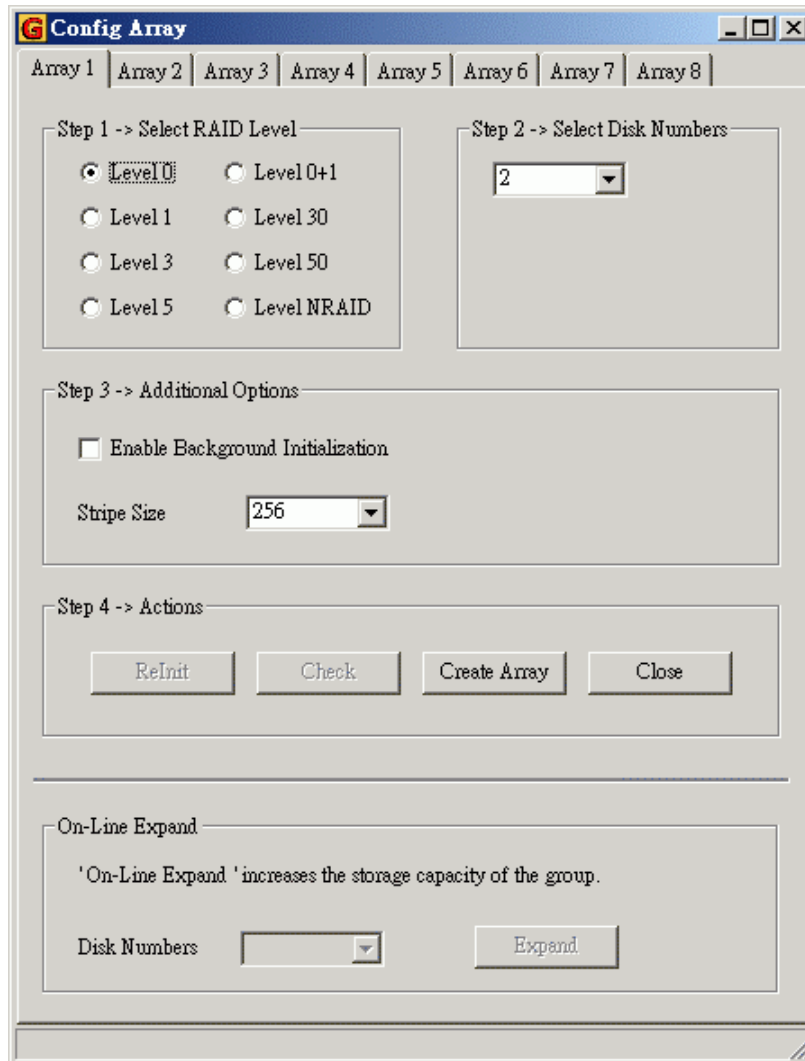 G Config Array
Array 1 Array 2 Array 3 Array 4 Array 5 Array 6 Array 7 Array 8
Step 1 -> Select RAID Level
Level 0 Level 0+1
Level 1 Level 30
Level 3 Level 50
Level 5 Level NRAID
Step 2 -> Select Disk Numbers
2
Step 3 -> Additional Options
Enable Background Initialization
Stripe Size 256
Step 4 -> Actions
ReInit Check Create Array Close
On-Line Expand
'On-Line Expand ' increases the storage capacity of the group.
Disk Numbers Expand